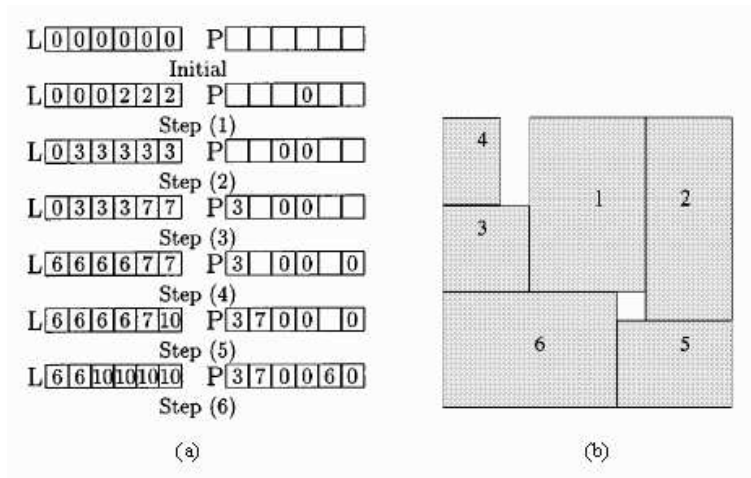 L 0 0 0 0 0 0 P
Initial
L 0 0 0 2 2 2 P 0
Step (1)
L 0 3 3 3 3 3 P 0 0
Step (2)
L 0 3 3 3 7 7 P 3 0 0
Step (3)
L 6 6 6 6 7 7 P 3 0 0 0
Step (4)
L 6 6 6 6 7 10 P 3 7 0 0 0
Step (5)
L 6 6 10 10 10 10 P 3 7 0 0 6 0
Step (6)
(a)
4
1
2
3
6
5
(b)